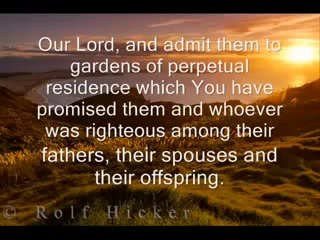 Our Lord, and admit them to
gardens of perpetual
residence which You have
promised them and whoever
was righteous among their
fathers, their spouses and
their offspring.
© Rolf Hicker